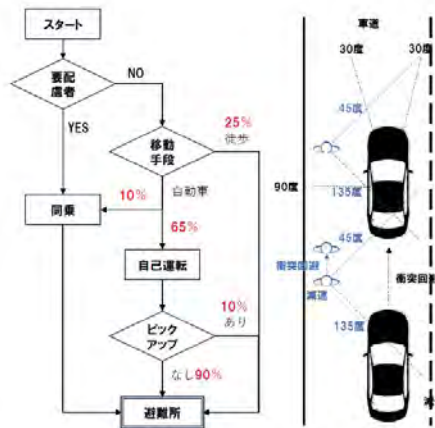 スタート
要配
慮者
NO
YES
移動
手段
25%
徒歩
自動車
10%
同乗
65%
自己運転
ピック
アップ
10%
あり
なし90%
避難所
車道
30度
30度
45度
90度
135度
45度
衝突回避
減速
衝突回避
135度